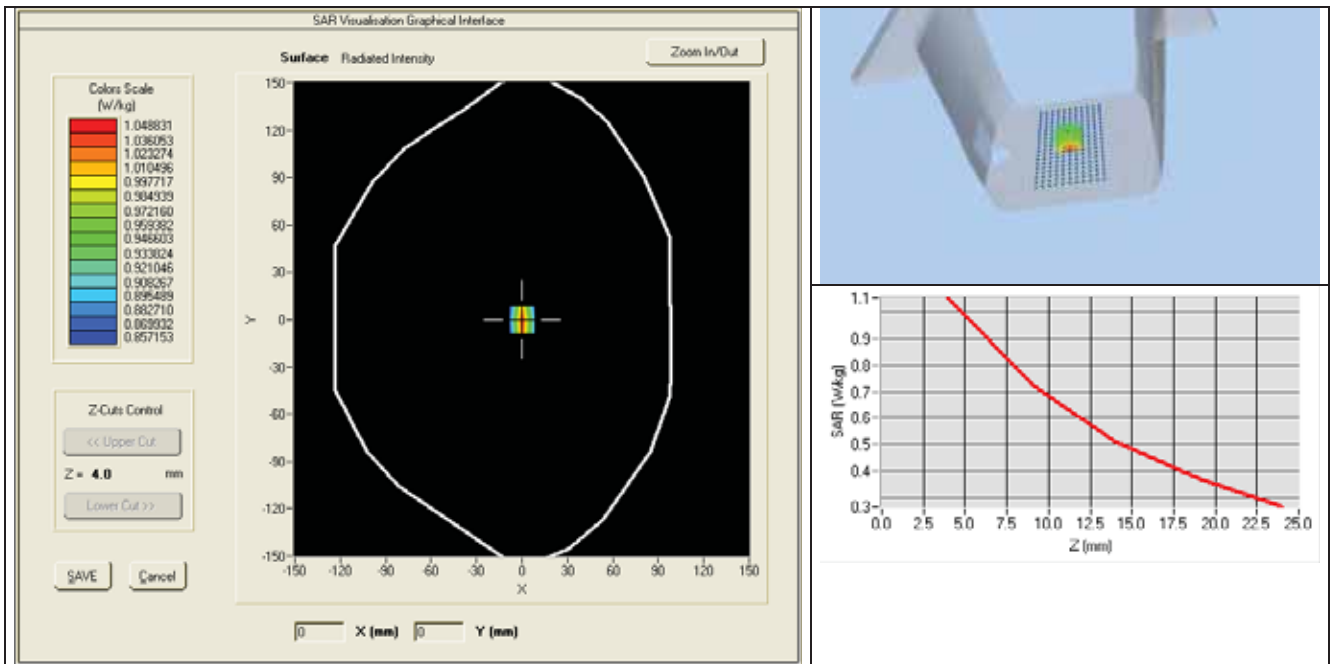 SAR Visualisation Graphical Interface
Surface Radiated Intensity
Zoom In/Out
Colors Scale
(W/kg)
1.048831
1.036053
1.023274
1.010496
0.997717
0.984939
0.972160
0.959382
0.946603
0.933824
0.921046
0.908267
0.895489
0.882710
0.869932
0.857153
Z-Cuts Control
<< Upper Cut
Z = 4.0 mm
Lower Cut >>
SAVE Cancel
150
120
90
60
30
0
-30
-60
-90
-120
-150
Y
-150 -120 -90 -60 -30 0 30 60 90 120 150
X
0 X (mm) 0 Y (mm)
1.1
0.9
0.8
0.7
0.6
0.5
0.4
0.3
SAR (W/kg)
0.0 2.5 5.0 7.5 10.0 12.5 15.0 17.5 20.0 22.5 25.0
Z (mm)